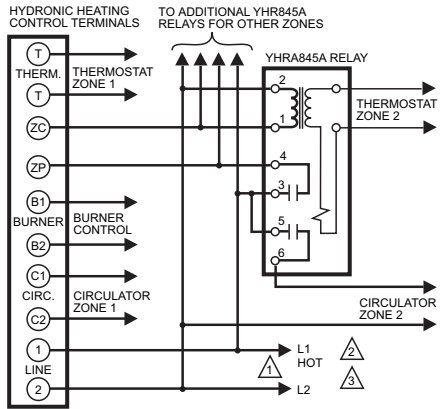 HYDRONIC HEATING
CONTROL TERMINALS
TO ADDITIONAL YHR845A
RELAYS FOR OTHER ZONES
YHRA845A RELAY
T
THERM.
THERMOSTAT
ZONE 1
T
ZC
ZP
B1
BURNER
BURNER
CONTROL
B2
C1
CIRC.
CIRCULATOR
ZONE 1
C2
1
LINE
2
2
1
4
3
5
6
THERMOSTAT
ZONE 2
CIRCULATOR
ZONE 2
L1
HOT
1
2
L2
3